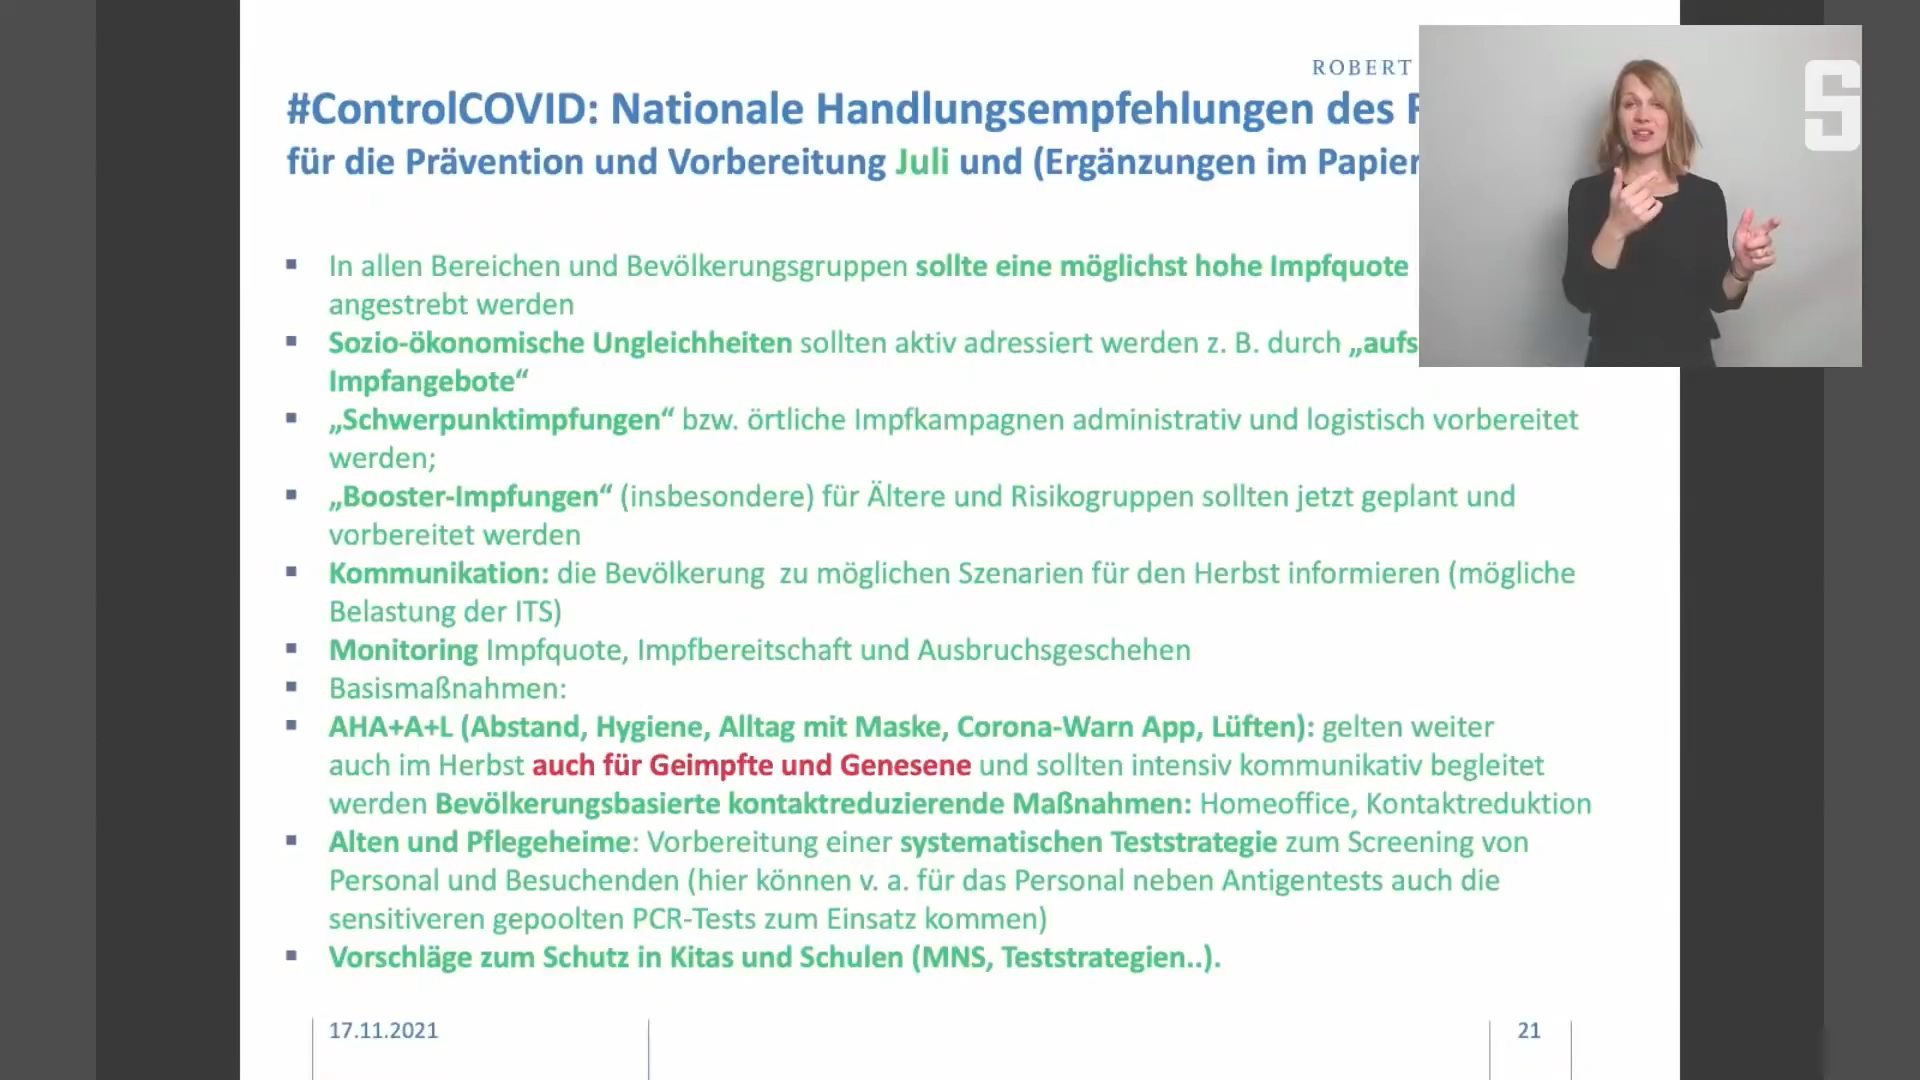 ROBERT
#ControlCOVID: Nationale Handlungsempfehlungen des
für die Prävention und Vorbereitung Juli und (Ergänzungen im Papier
▪ In allen Bereichen und Bevölkerungsgruppen sollte eine möglichst hohe Impfquote
angestrebt werden
▪ Sozio-ökonomische Ungleichheiten sollten aktiv adressiert werden z. B. durch „aufs
Impfangebote“
▪ „Schwerpunktimpfungen“ bzw. örtliche Impfkampagnen administrativ und logistisch vorbereitet
werden;
▪ „Booster-Impfungen“ (insbesondere) für Ältere und Risikogruppen sollten jetzt geplant und
vorbereitet werden
▪ Kommunikation: die Bevölkerung zu möglichen Szenarien für den Herbst informieren (mögliche
Belastung der ITS)
▪ Monitoring Impfquote, Impfbereitschaft und Ausbruchsgeschehen
▪ Basismaßnahmen:
▪ AHA+A+L (Abstand, Hygiene, Alltag mit Maske, Corona-Warn App, Lüften): gelten weiter
auch im Herbst auch für Geimpfte und Genesene und sollten intensiv kommunikativ begleitet
werden Bevölkerungsbasierte kontaktreduzierende Maßnahmen: Homeoffice, Kontaktreduktion
▪ Alten und Pflegeheime: Vorbereitung einer systematischen Teststrategie zum Screening von
Personal und Besuchenden (hier können v. a. für das Personal neben Antigentests auch die
sensitiveren gepoolten PCR-Tests zum Einsatz kommen)
▪ Vorschläge zum Schutz in Kitas und Schulen (MNS, Teststrategien..).
17.11.2021
21
S